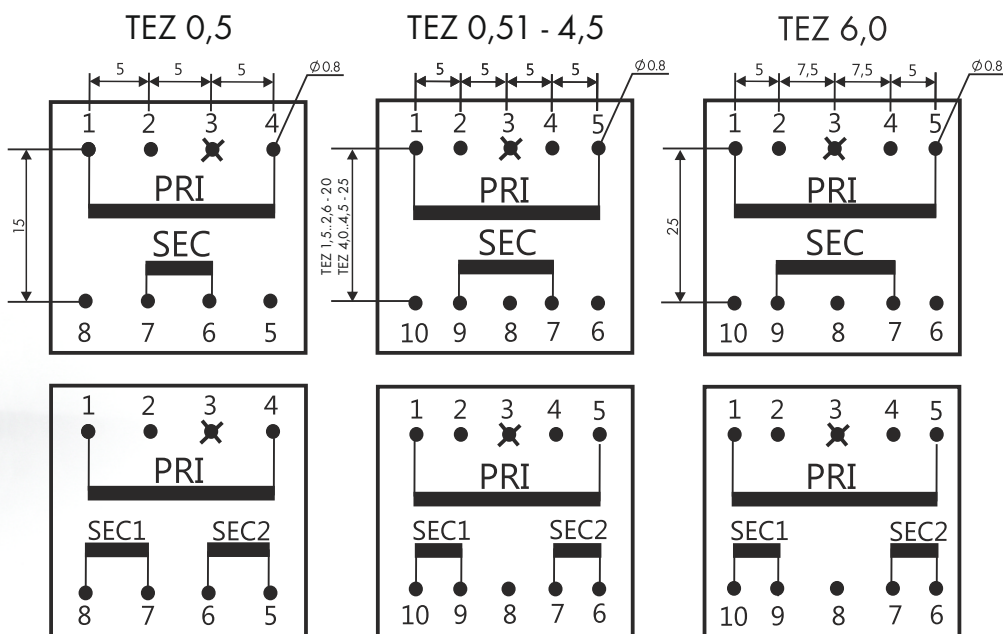 TEZ 0,5
TEZ 0,51 - 4,5
TEZ 6,0
5 5 5 Ø0.8
5 5 5 5 Ø0.8
5 7,5 7,5 5 Ø0.8
1 2 3 4
1 2 3 4 5
1 2 3 4 5
15
TEZ 1,5..2,6 - 20
TEZ 4,0..4,5 - 25
25
PRI
PRI
PRI
SEC
SEC
SEC
8 7 6 5
10 9 8 7 6
10 9 8 7 6
1 2 3 4
1 2 3 4 5
1 2 3 4 5
PRI
PRI
PRI
SEC1 SEC2
SEC1 SEC2
SEC1 SEC2
8 7 6 5
10 9 8 7 6
10 9 8 7 6